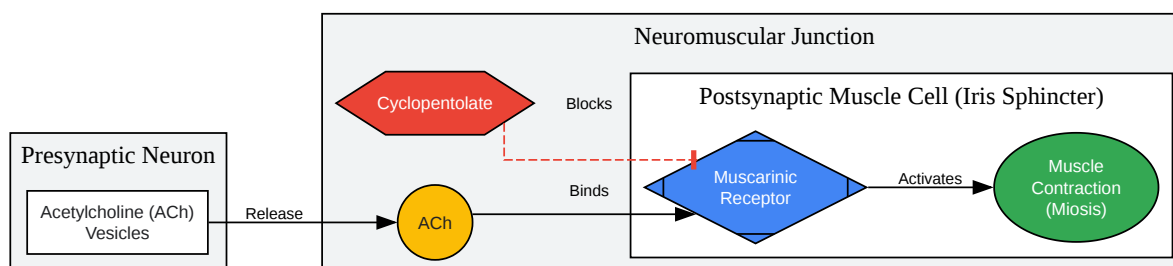 Neuromuscular Junction
Cyclopentolate
Blocks
Postsynaptic Muscle Cell (Iris Sphincter)
Presynaptic Neuron
Acetylcholine (ACh)
Vesicles
Release
ACh
Binds
Muscarinic
Receptor
Activates
Muscle
Contraction
(Miosis)